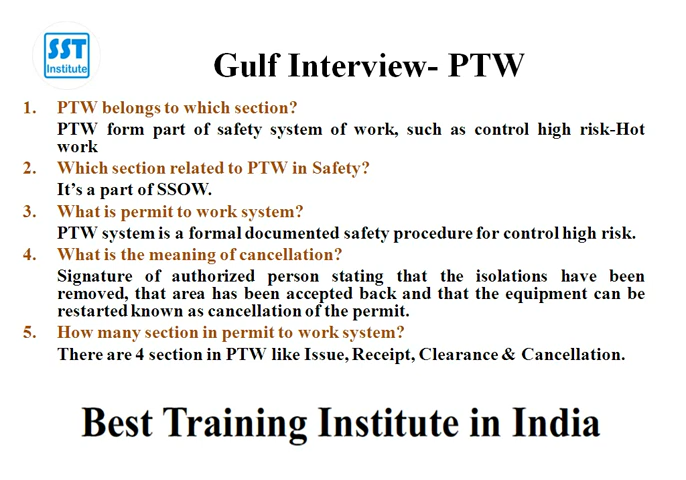 SST
Institute
Gulf Interview- PTW
1. PTW belongs to which section?
PTW form part of safety system of work, such as control high risk-Hot
work
2. Which section related to PTW in Safety?
It's a part of SSOW.
3. What is permit to work system?
PTW system is a formal documented safety procedure for control high risk.
4. What is the meaning of cancellation?
Signature of authorized person stating that the isolations have been
removed, that area has been accepted back and that the equipment can be
restarted known as cancellation of the permit.
5. How many section in permit to work system?
There are 4 section in PTW like Issue, Receipt, Clearance & Cancellation.
Best Training Institute in India